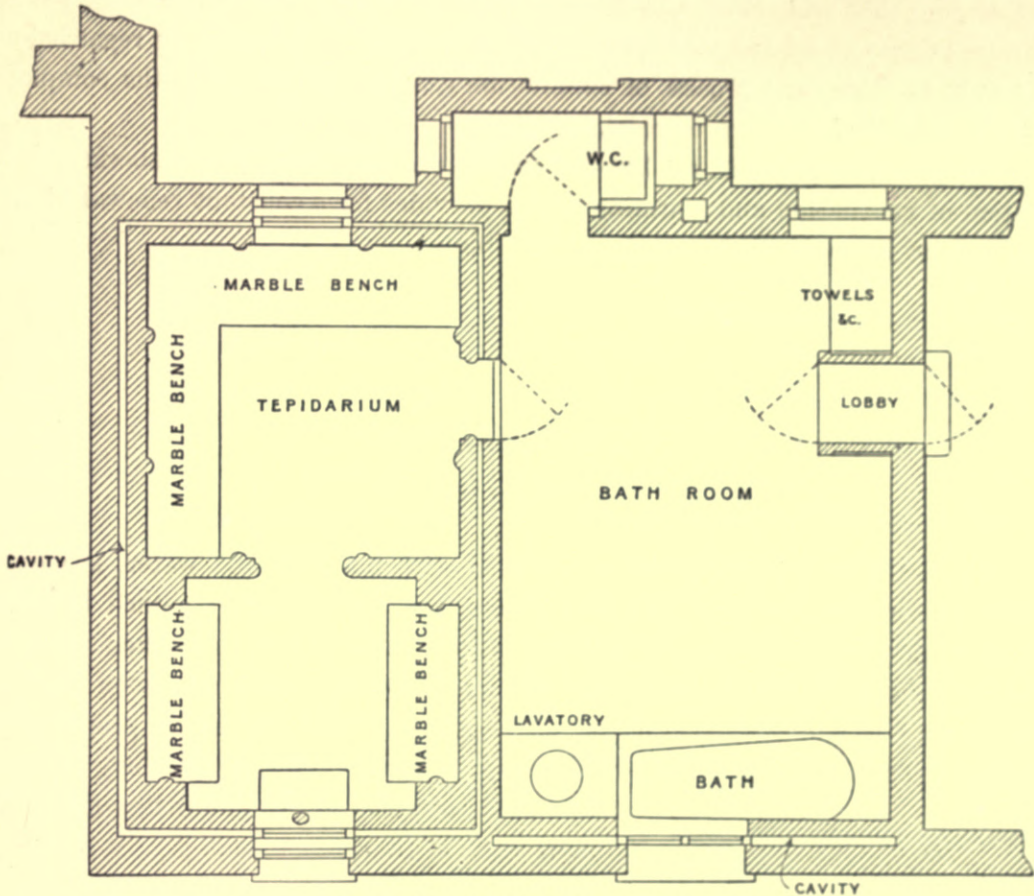 W.C.
MARBLE BENCH
TOWELS
&C.
MARBLE BENCH
TEPIDARIUM
LOBBY
BATH ROOM
CAVITY
MARBLE BENCH
MARBLE BENCH
LAVATORY
BATH
CAVITY